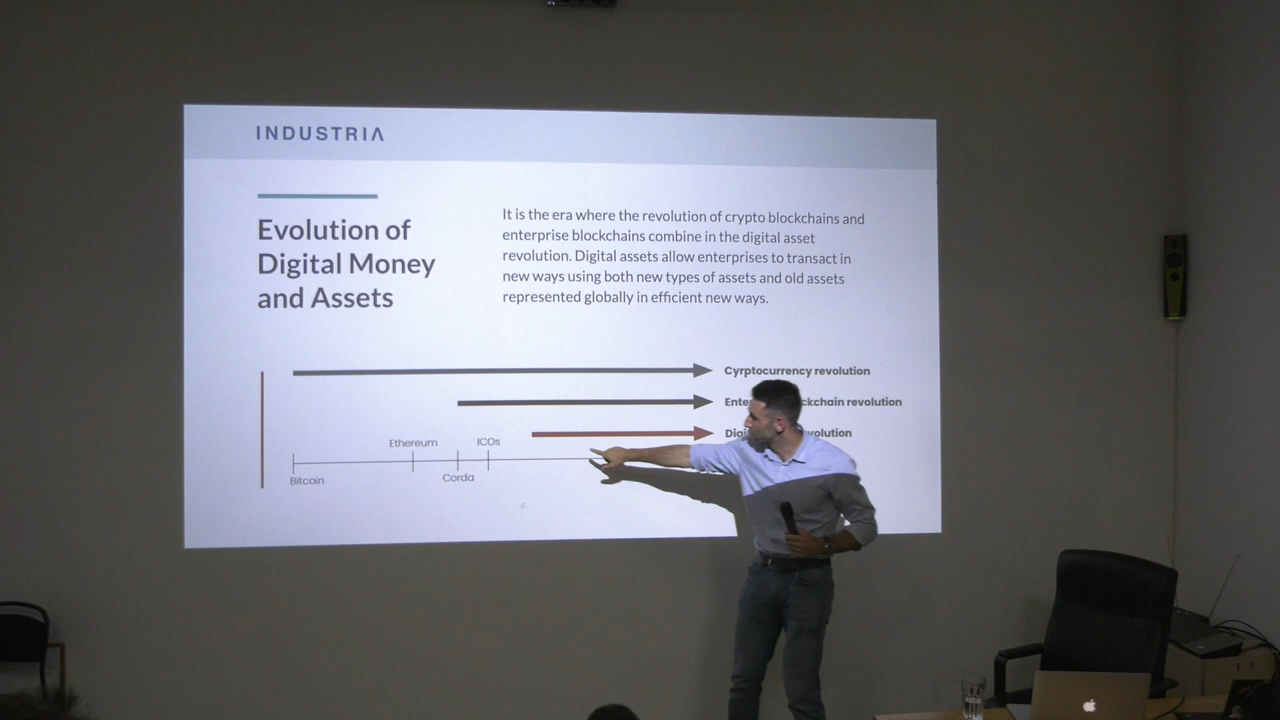 INDUSTRIA
Evolution of
Digital Money
and Assets
It is the era where the revolution of crypto blockchains and
enterprise blockchains combine in the digital asset
revolution. Digital assets allow enterprises to transact in
new ways using both new types of assets and old assets
represented globally in efficient new ways.
Cyrptocurrency revolution
revolution
Ethereum
ICOs
Bitcoin
Corda